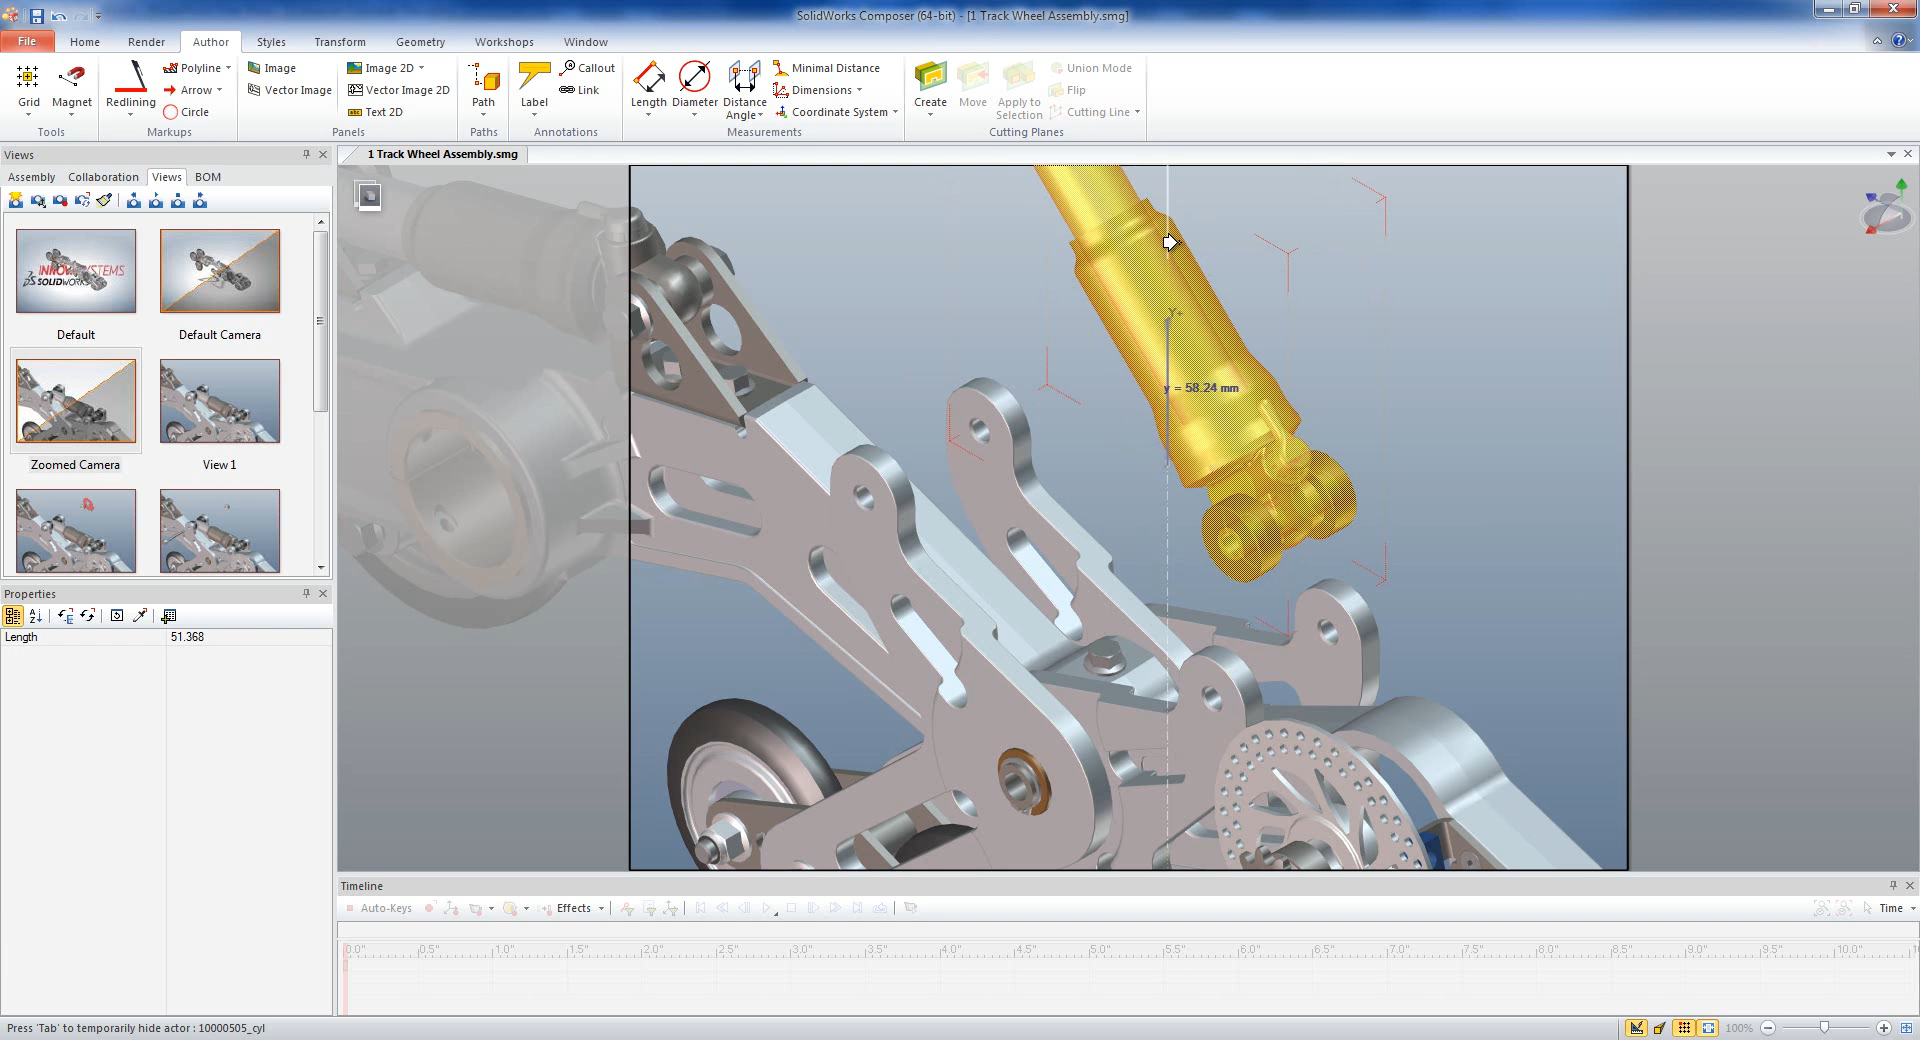 SolidWorks Composer (64-bit) - [1 Track Wheel Assembly.smg]
File Home Render Author Styles Transform Geometry Workshops Window
Grid Magnet Redlining Polyline Arrow Circle
Image Vector Image Image 2D Vector Image 2D Text 2D
Path Label Callout Link
Length Diameter Distance Angle Minimal Distance Dimensions Coordinate System
Create Move Apply to Selection Union Mode Flip Cutting Line
Tools Markups Panels Paths Annotations Measurements Cutting Planes
Views
1 Track Wheel Assembly.smg
Assembly Collaboration Views BOM
SOLIDWORKS
Default Default Camera
Zoomed Camera View 1
Y+
y = 58.24 mm
Properties
Length 51.368
Timeline
Auto-Keys Effects Time
0.0" 0.5" 1.0" 1.5" 2.0" 2.5" 3.0" 3.5" 4.0" 4.5" 5.0" 5.5" 6.0" 6.5" 7.0" 7.5" 8.0" 8.5" 9.0" 9.5" 10.0"
Press 'Tab' to temporarily hide actor : 10000505_cyl
100%